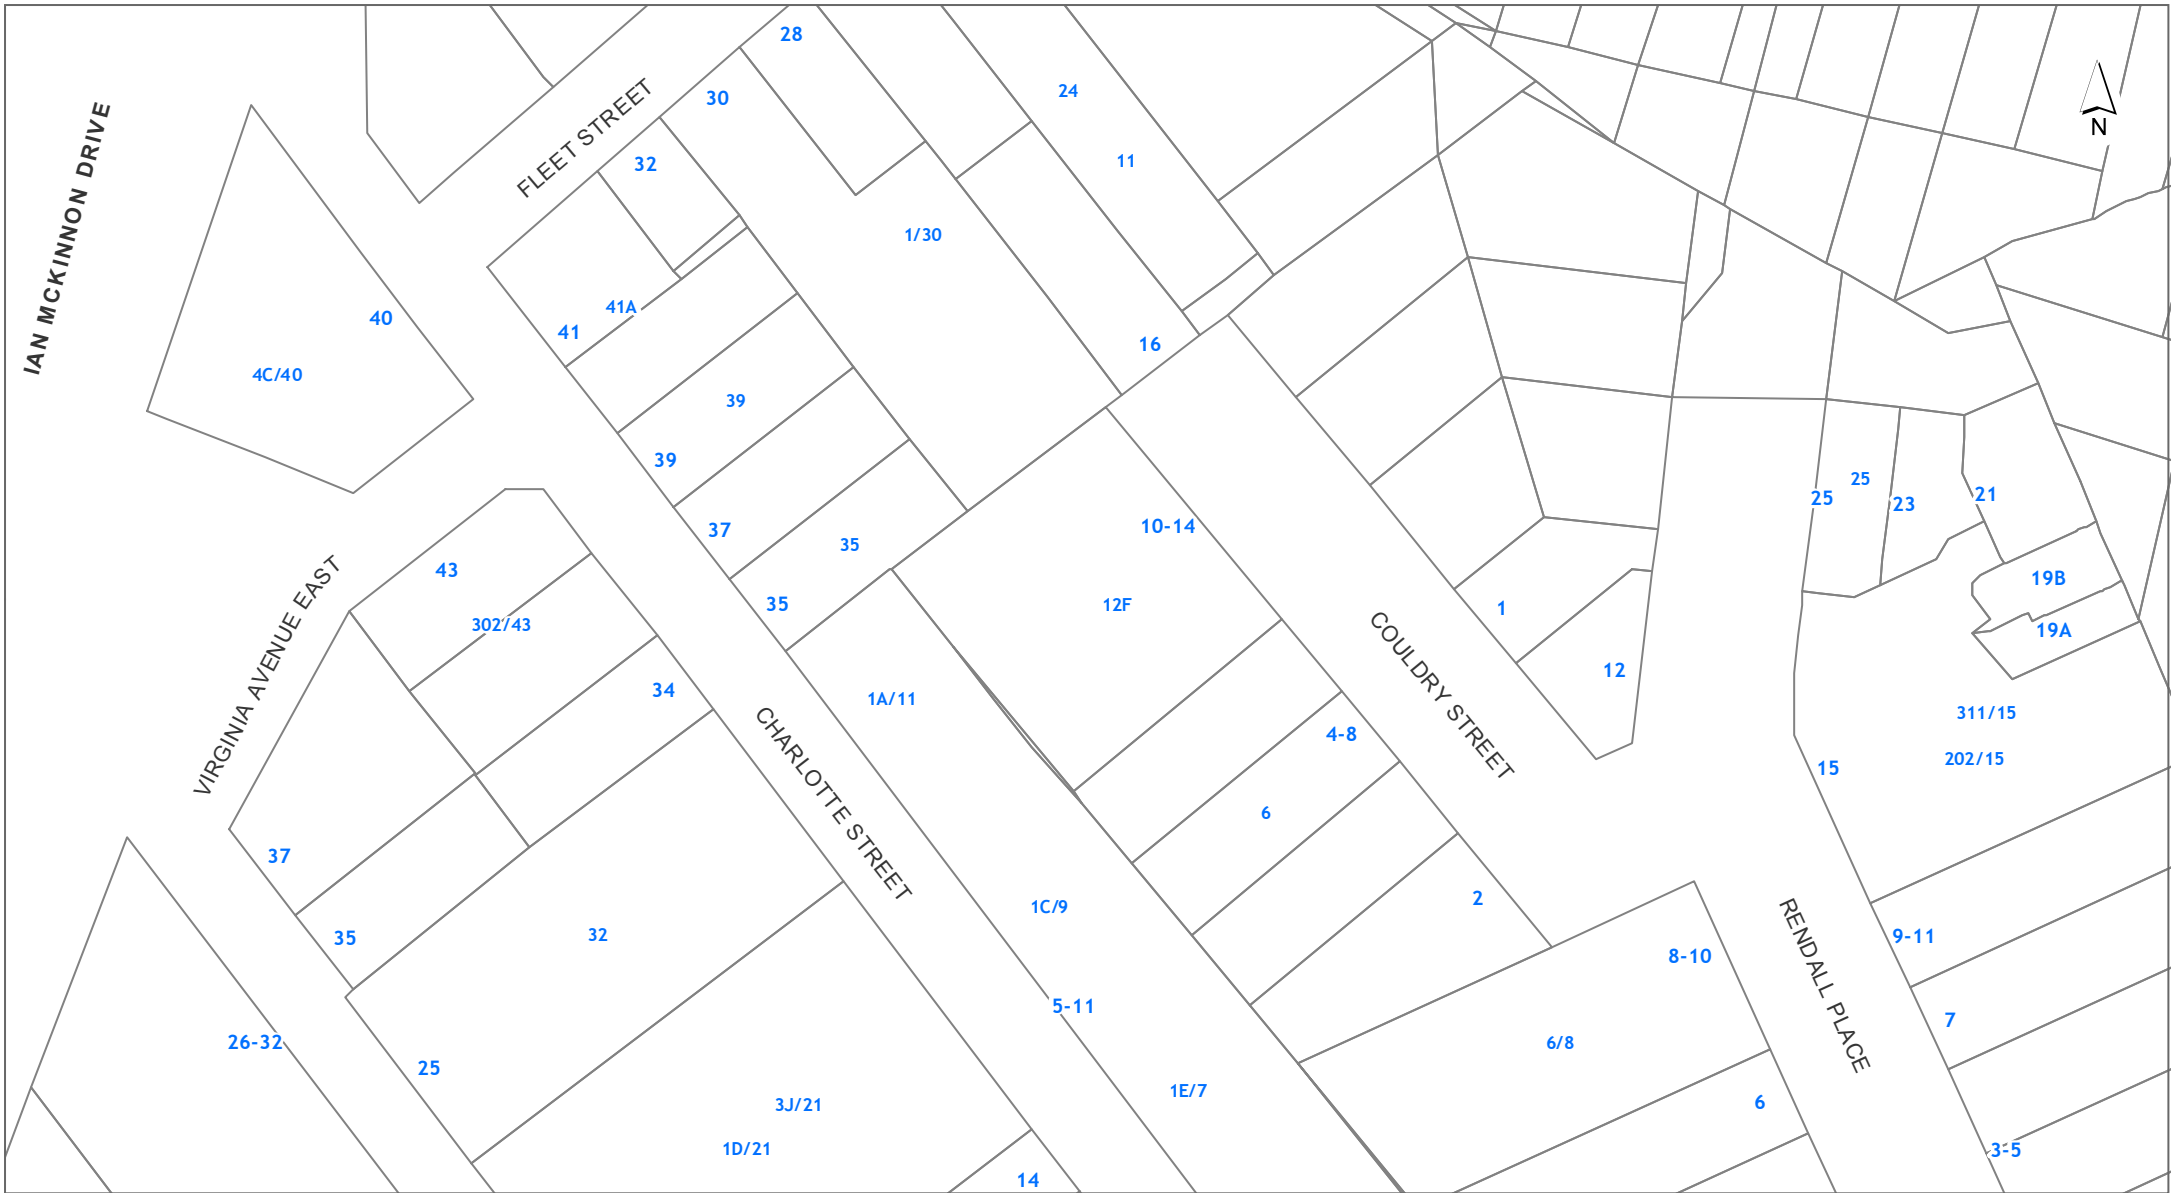 28
30
24
FLEET STREET
N
32
11
IAN MCKINNON DRIVE
1/30
41A
40
41
16
4C/40
39
39
25
25
21
23
10-14
37
35
43
19B
35
12F
1
302/43
19A
COULDRY STREET
VIRGINIA AVENUE EAST
12
34
1A/11
311/15
4-8
202/15
15
CHARLOTTE STREET
6
37
2
1C/9
35
32
9-11
8-10
RENDALL PLACE
5-11
7
26-32
6/8
25
1E/7
3J/21
6
1D/21
3-5
14